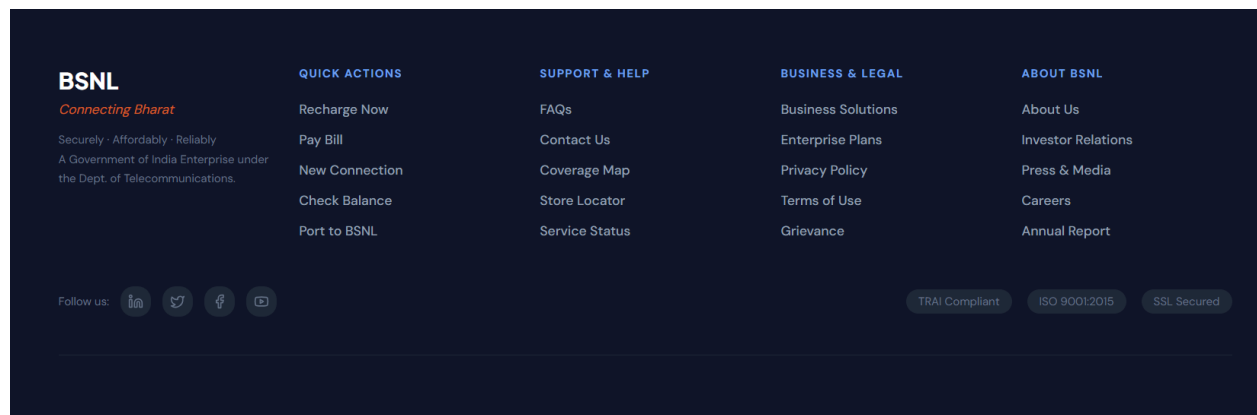 BSNL
Connecting Bharat
Securely · Affordably · Reliably
A Government of India Enterprise under
the Dept. of Telecommunications.
QUICK ACTIONS
Recharge Now
Pay Bill
New Connection
Check Balance
Port to BSNL
SUPPORT & HELP
FAQs
Contact Us
Coverage Map
Store Locator
Service Status
BUSINESS & LEGAL
Business Solutions
Enterprise Plans
Privacy Policy
Terms of Use
Grievance
ABOUT BSNL
About Us
Investor Relations
Press & Media
Careers
Annual Report
Follow us:
TRAI Compliant
ISO 9001:2015
SSL Secured